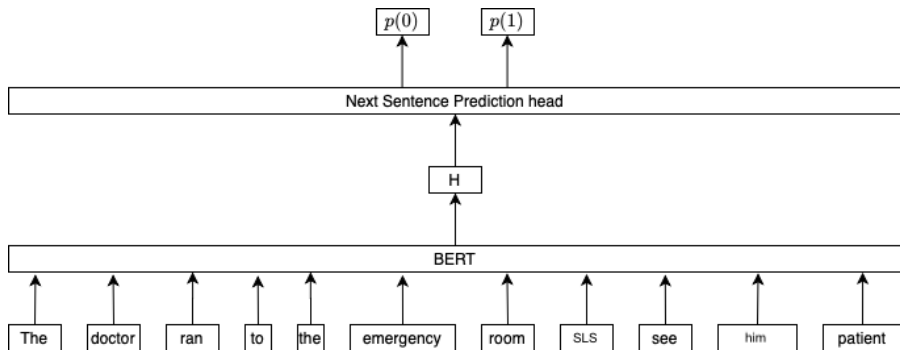 p(0) p(1)
Next Sentence Prediction head
H
BERT
The doctor ran to the emergency room SLS see him patient